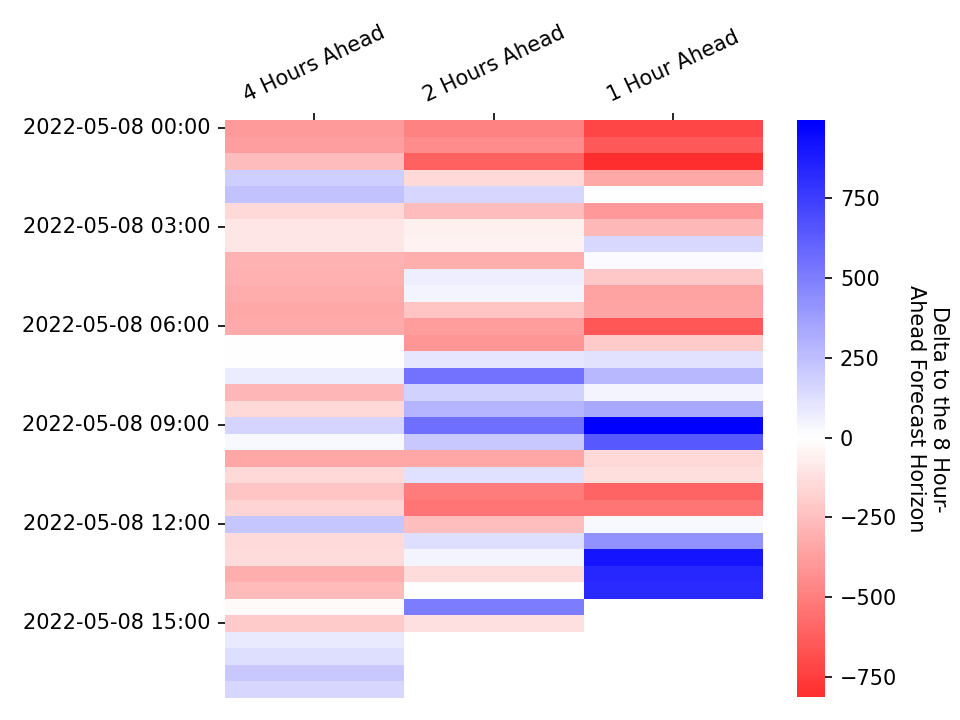 4 Hours Ahead
2 Hours Ahead
1 Hour Ahead
2022-05-08 00:00
2022-05-08 03:00
2022-05-08 06:00
2022-05-08 09:00
2022-05-08 12:00
2022-05-08 15:00
750
500
250
0
−250
−500
−750
Delta to the 8 Hour-
Ahead Forecast Horizon